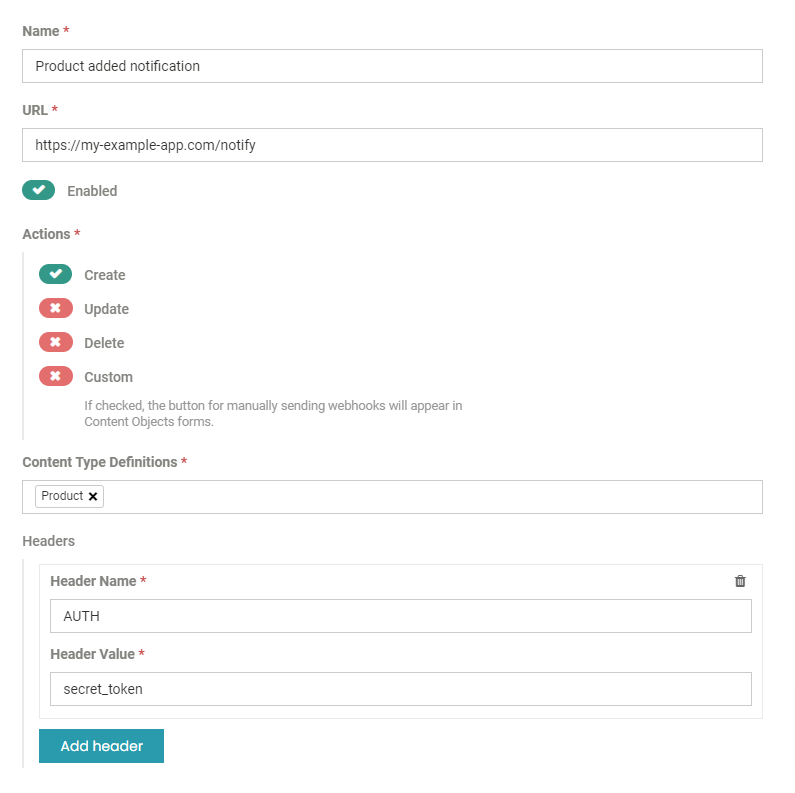 Name *
Product added notification
URL *
https://my-example-app.com/notify
Enabled
Actions *
Create
Update
Delete
Custom
If checked, the button for manually sending webhooks will appear in
Content Objects forms.
Content Type Definitions *
Product
Headers
Header Name *
AUTH
Header Value *
secret_token
Add header